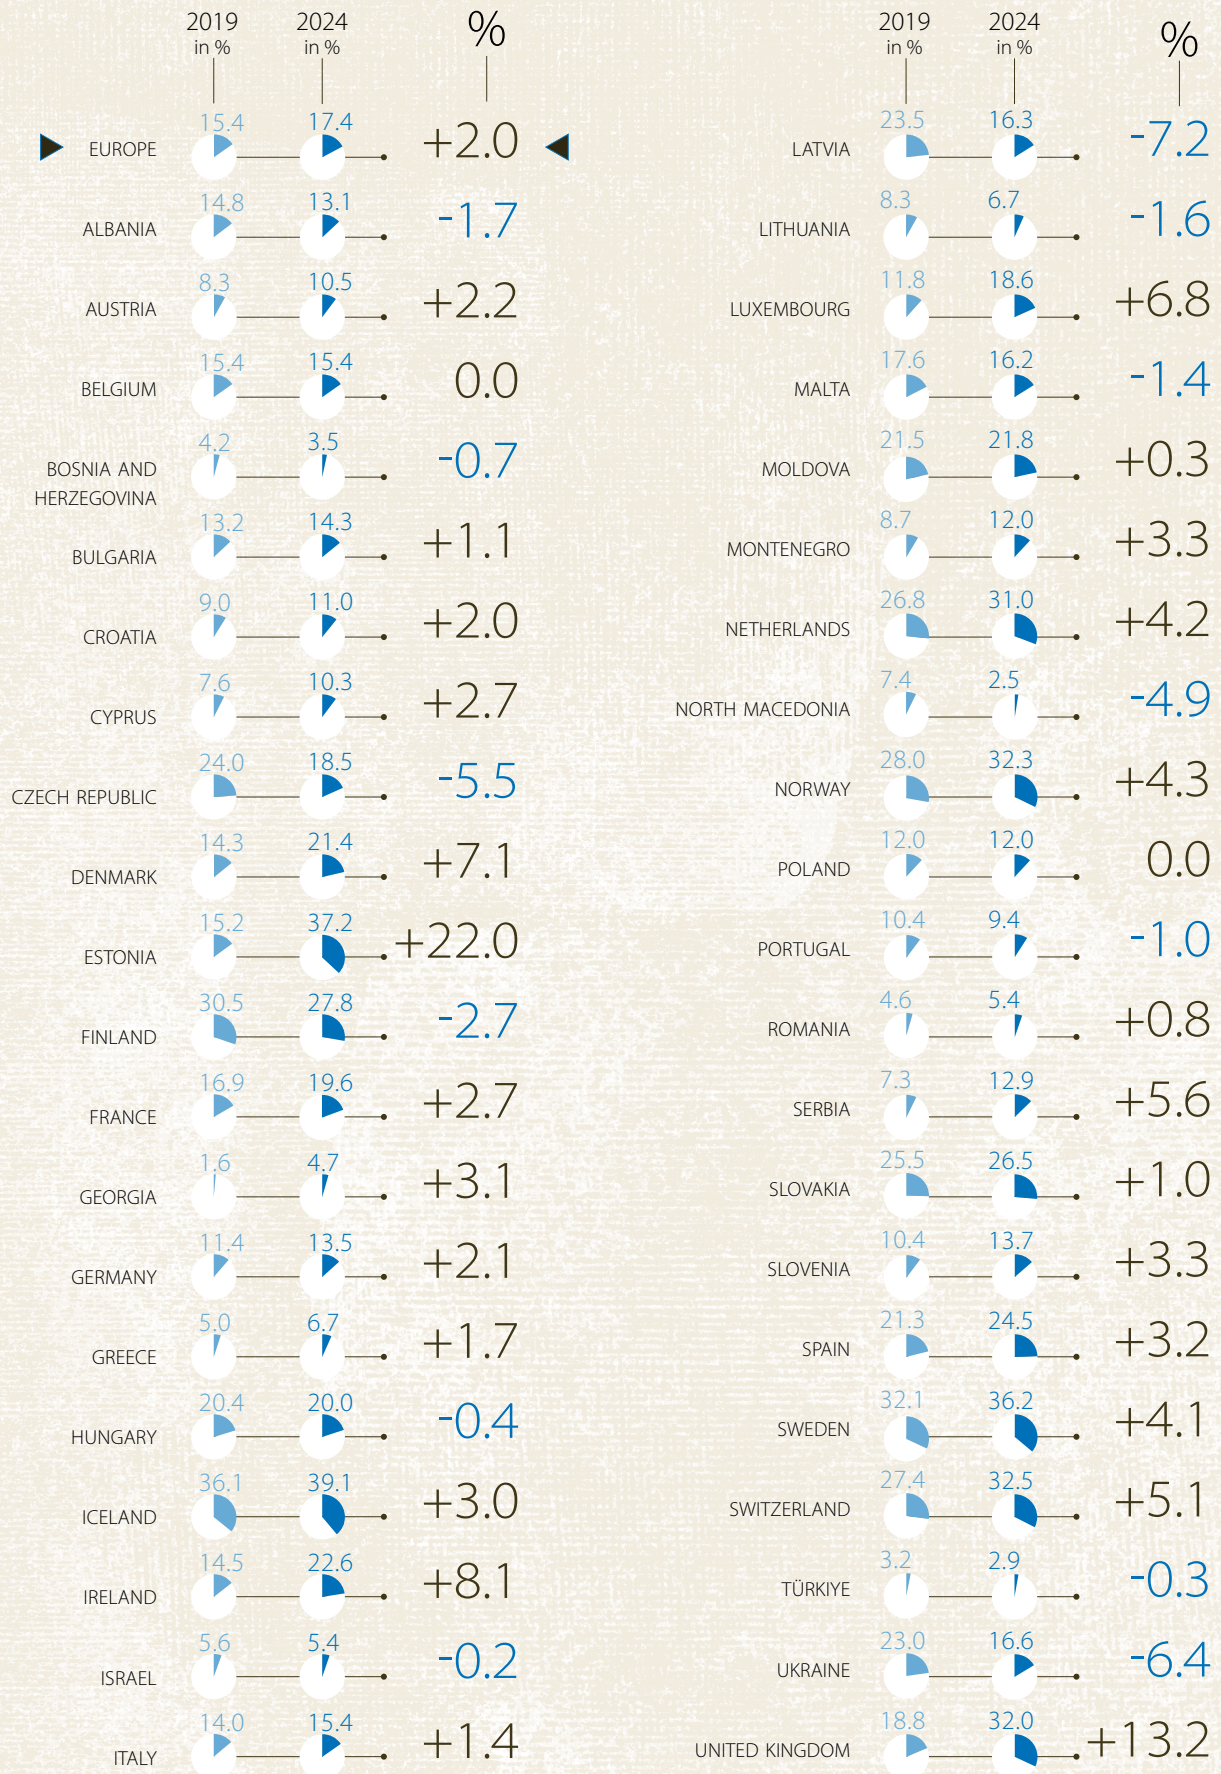 2019 2024 %
in % in %
EUROPE 15.4 17.4 +2.0
ALBANIA 14.8 13.1 -1.7
AUSTRIA 8.3 10.5 +2.2
BELGIUM 15.4 15.4 0.0
BOSNIA AND 4.2 3.5 -0.7
HERZEGOVINA
BULGARIA 13.2 14.3 +1.1
CROATIA 9.0 11.0 +2.0
CYPRUS 7.6 10.3 +2.7
CZECH REPUBLIC 24.0 18.5 -5.5
DENMARK 14.3 21.4 +7.1
ESTONIA 15.2 37.2 +22.0
FINLAND 30.5 27.8 -2.7
FRANCE 16.9 19.6 +2.7
GEORGIA 1.6 4.7 +3.1
GERMANY 11.4 13.5 +2.1
GREECE 5.0 6.7 +1.7
HUNGARY 20.4 20.0 -0.4
ICELAND 36.1 39.1 +3.0
IRELAND 14.5 22.6 +8.1
ISRAEL 5.6 5.4 -0.2
ITALY 14.0 15.4 +1.4
2019 2024 %
in % in %
LATVIA 23.5 16.3 -7.2
LITHUANIA 8.3 6.7 -1.6
LUXEMBOURG 11.8 18.6 +6.8
MALTA 17.6 16.2 -1.4
MOLDOVA 21.5 21.8 +0.3
MONTENEGRO 8.7 12.0 +3.3
NETHERLANDS 26.8 31.0 +4.2
NORTH MACEDONIA 7.4 2.5 -4.9
NORWAY 28.0 32.3 +4.3
POLAND 12.0 12.0 0.0
PORTUGAL 10.4 9.4 -1.0
ROMANIA 4.6 5.4 +0.8
SERBIA 7.3 12.9 +5.6
SLOVAKIA 25.5 26.5 +1.0
SLOVENIA 10.4 13.7 +3.3
SPAIN 21.3 24.5 +3.2
SWEDEN 32.1 36.2 +4.1
SWITZERLAND 27.4 32.5 +5.1
TÜRKIYE 3.2 2.9 -0.3
UKRAINE 23.0 16.6 -6.4
UNITED KINGDOM 18.8 32.0 +13.2